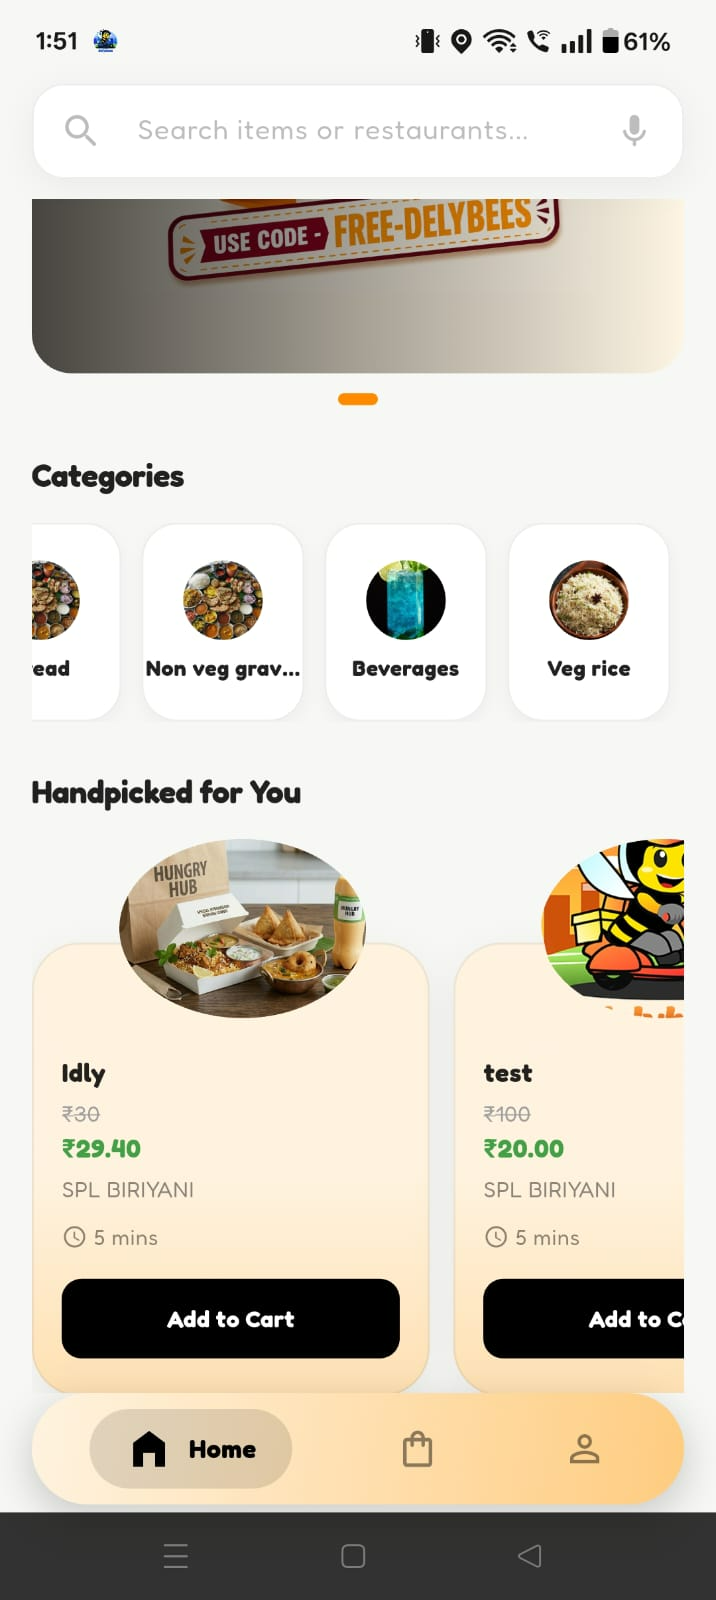 1:51
61%
Search items or restaurants...
USE CODE - FREE-DELYBEES
Categories
ead
Non veg grav...
Beverages
Veg rice
Handpicked for You
HUNGRY
HUB
Idly
₹30
₹29.40
SPL BIRIYANI
5 mins
Add to Cart
test
₹100
₹20.00
SPL BIRIYANI
5 mins
Add to C
Home